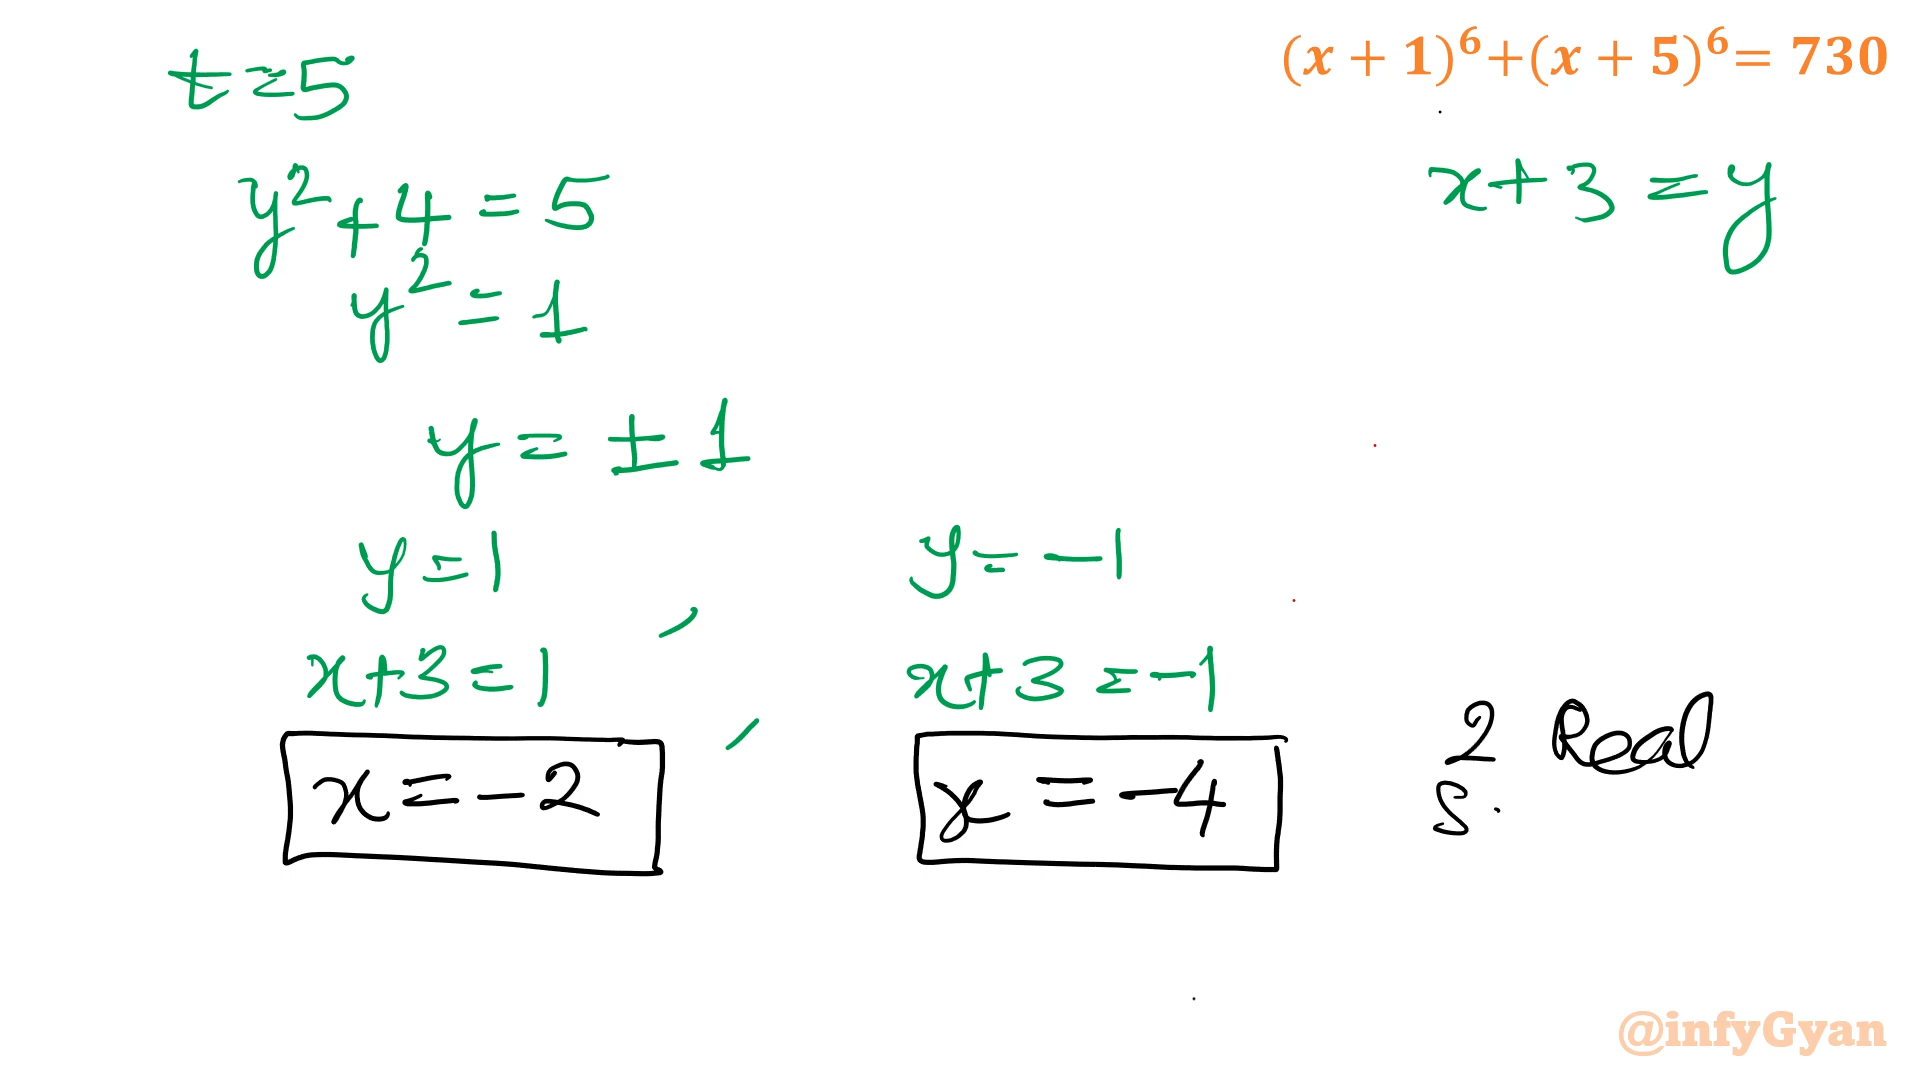 (x + 1)⁶+(x + 5)⁶= 730
t=5
x+3 = y
y²+4 = 5
y² = 1
y = ±1
y=1 , y= -1
x+3=1 , x+3 = -1
x = -2
x = -4
2 Real
S.
@infyGyan